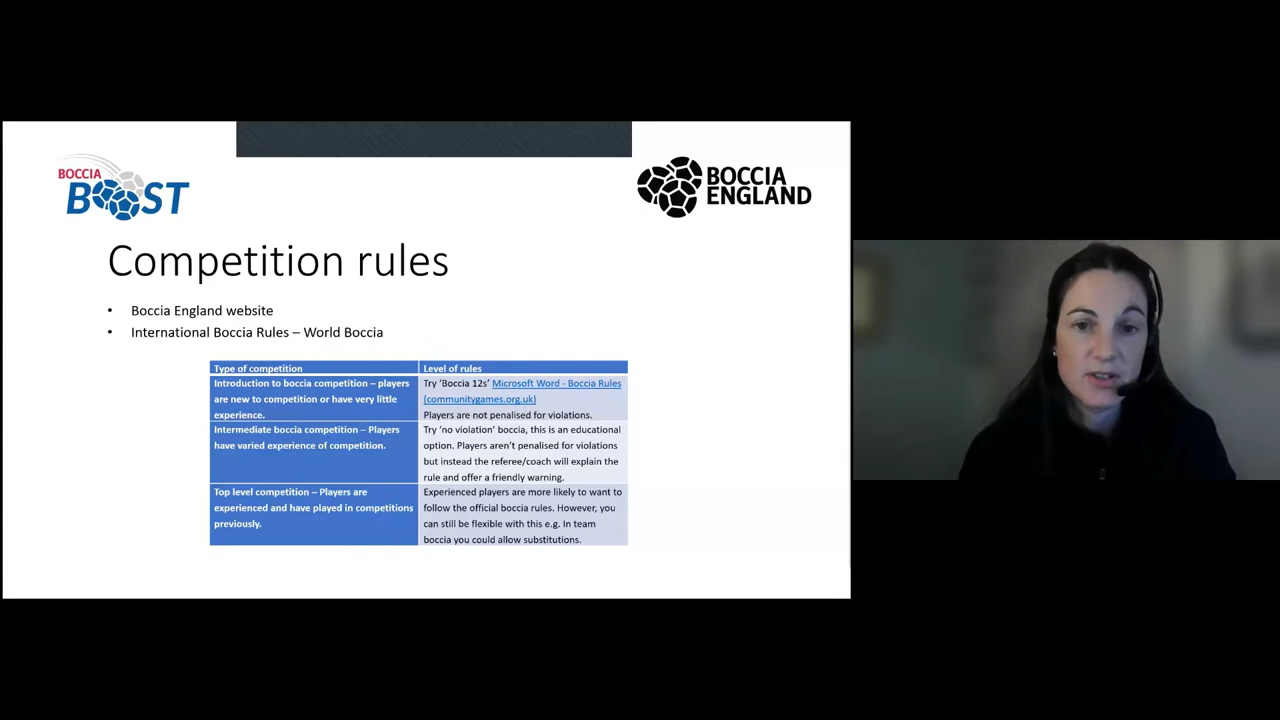 BOCCIA
BOOST
BOCCIA
ENGLAND
Competition rules
• Boccia England website
• International Boccia Rules – World Boccia
Type of competition
Level of rules
Introduction to boccia competition – players
are new to competition or have very little
experience.
Try ‘Boccia 12s’ Microsoft Word - Boccia Rules
(communitygames.org.uk)
Players are not penalised for violations.
Intermediate boccia competition – Players
have varied experience of competition.
Try ‘no violation’ boccia, this is an educational
option. Players aren’t penalised for violations
but instead the referee/coach will explain the
rule and offer a friendly warning.
Top level competition – Players are
experienced and have played in competitions
previously.
Experienced players are more likely to want to
follow the official boccia rules. However, you
can still be flexible with this e.g. In team
boccia you could allow substitutions.